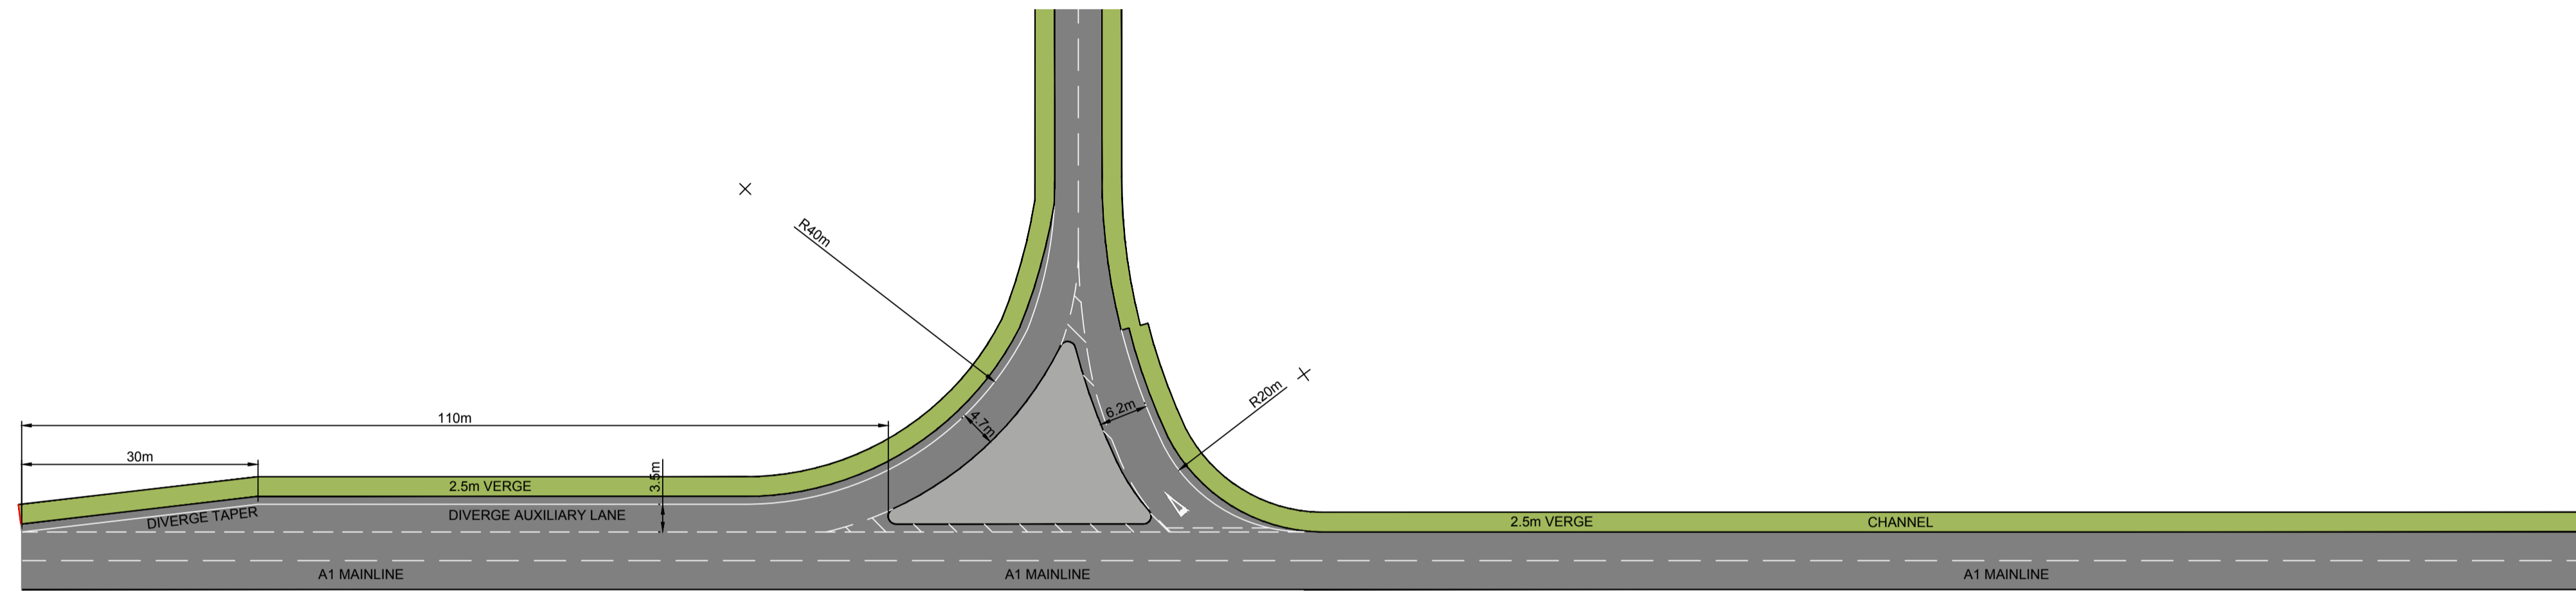 R40m
R20m
6.2m
4.7m
110m
30m
3.5m
2.5m VERGE
DIVERGE TAPER
DIVERGE AUXILIARY LANE
2.5m VERGE
CHANNEL
A1 MAINLINE
A1 MAINLINE
A1 MAINLINE